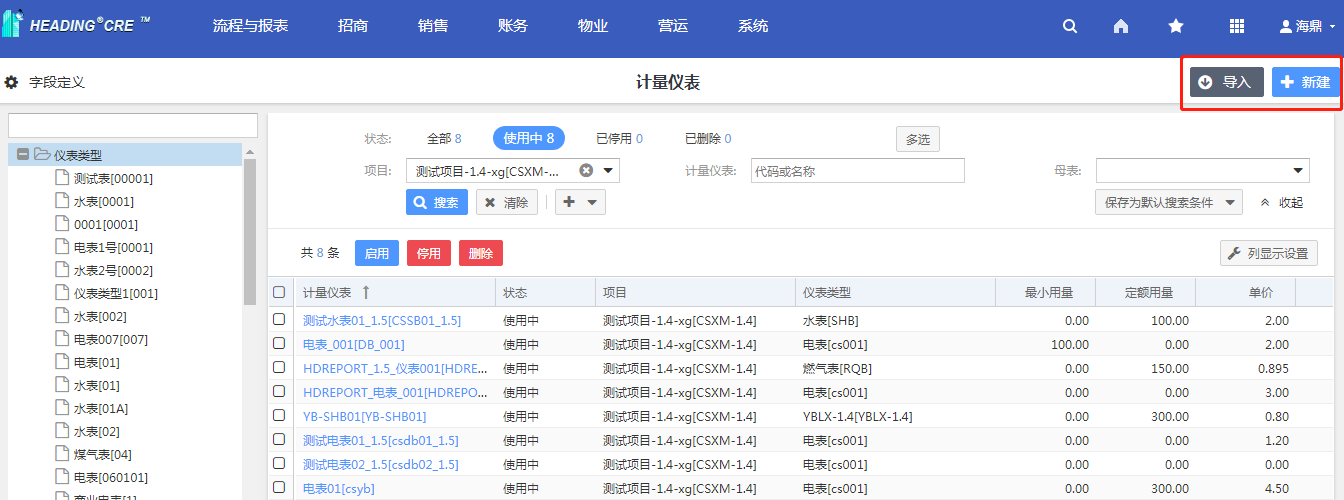 HEADING®CRE ™ 流程与报表 招商 销售 账务 物业 营运 系统 海鼎
字段定义 计量仪表 导入 新建
状态: 全部 8 使用中 8 已停用 0 已删除 0 多选
项目: 测试项目-1.4-xg[CSXM-... 计量仪表: 代码或名称 母表:
搜索 清除 保存为默认搜索条件 收起
共 8 条 启用 停用 删除 列显示设置
仪表类型
测试表[00001]
水表[0001]
0001[0001]
电表1号[0001]
水表2号[0002]
仪表类型1[001]
水表[002]
电表007[007]
电表[01]
水表[01]
水表[01A]
水表[02]
煤气表[04]
电表[060101]
商业电表[1]
计量仪表 ↑ 状态 项目 仪表类型 最小用量 定额用量 单价
测试水表01_1.5[CSSB01_1.5] 使用中 测试项目-1.4-xg[CSXM-1.4] 水表[SHB] 0.00 100.00 2.00
电表_001[DB_001] 使用中 测试项目-1.4-xg[CSXM-1.4] 电表[cs001] 100.00 0.00 2.00
HDREPORT_1.5_仪表001[HDRE... 使用中 测试项目-1.4-xg[CSXM-1.4] 燃气表[RQB] 0.00 150.00 0.895
HDREPORT_电表_001[HDREPO... 使用中 测试项目-1.4-xg[CSXM-1.4] 电表[cs001] 0.00 0.00 3.00
YB-SHB01[YB-SHB01] 使用中 测试项目-1.4-xg[CSXM-1.4] YBLX-1.4[YBLX-1.4] 0.00 300.00 0.80
测试电表01_1.5[csdb01_1.5] 使用中 测试项目-1.4-xg[CSXM-1.4] 电表[cs001] 0.00 0.00 1.20
测试电表02_1.5[csdb02_1.5] 使用中 测试项目-1.4-xg[CSXM-1.4] 电表[cs001] 0.00 0.00 0.00
电表01[csyb] 使用中 测试项目-1.4-xg[CSXM-1.4] 电表[cs001] 0.00 300.00 4.50